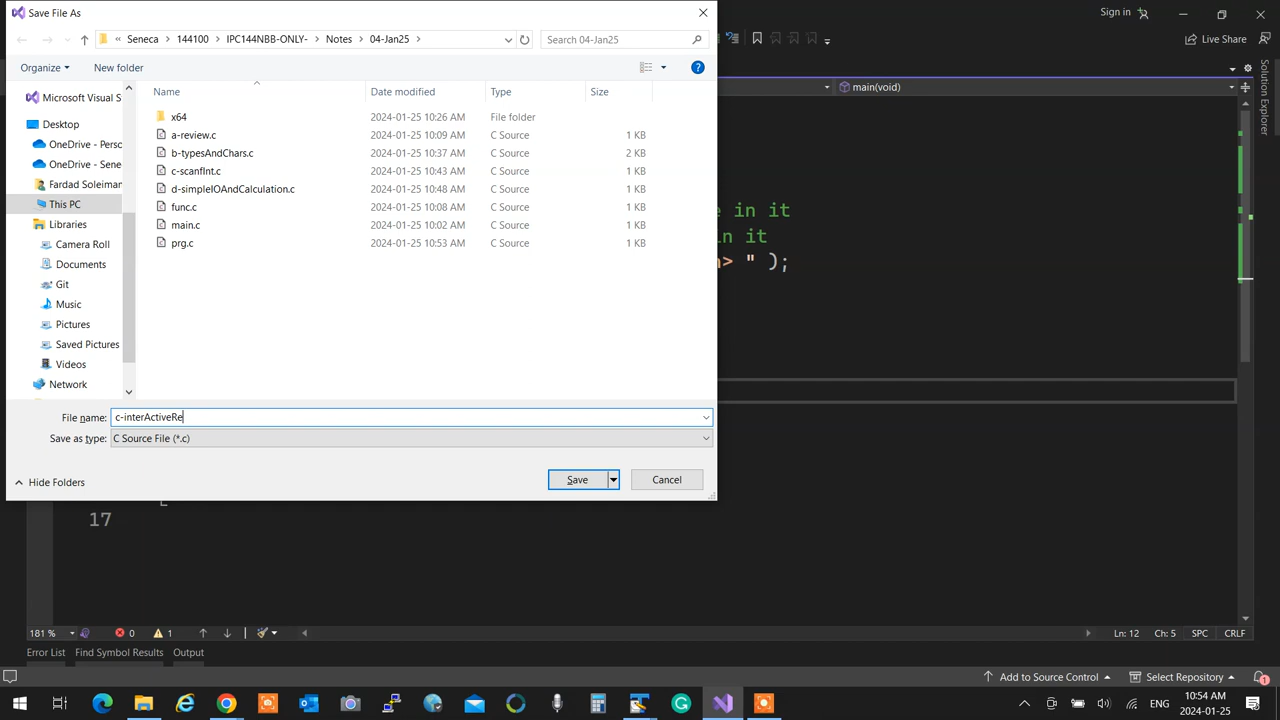 Save File As
Sign in
« Seneca > 144100 > IPC144NBB-ONLY- > Notes > 04-Jan25 >
Search 04-Jan25
Live Share
Organize
New folder
main(void)
Solution Explorer
Name Date modified Type Size
Microsoft Visual S
Desktop
OneDrive - Perso
OneDrive - Sene
Fardad Soleiman
This PC
Libraries
Camera Roll
Documents
Git
Music
Pictures
Saved Pictures
Videos
Network
x64 2024-01-25 10:26 AM File folder
a-review.c 2024-01-25 10:09 AM C Source 1 KB
b-typesAndChars.c 2024-01-25 10:37 AM C Source 2 KB
c-scanfInt.c 2024-01-25 10:43 AM C Source 1 KB
d-simpleIOAndCalculation.c 2024-01-25 10:48 AM C Source 1 KB
func.c 2024-01-25 10:08 AM C Source 1 KB
main.c 2024-01-25 10:02 AM C Source 1 KB
prg.c 2024-01-25 10:53 AM C Source 1 KB
in it
in it
> " );
File name: c-interActiveRe
Save as type: C Source File (*.c)
Hide Folders
Save
Cancel
17
181 %
0
1
Ln: 12 Ch: 5 SPC CRLF
Error List Find Symbol Results Output
Add to Source Control
Select Repository
1
ENG
10:54 AM
2024-01-25